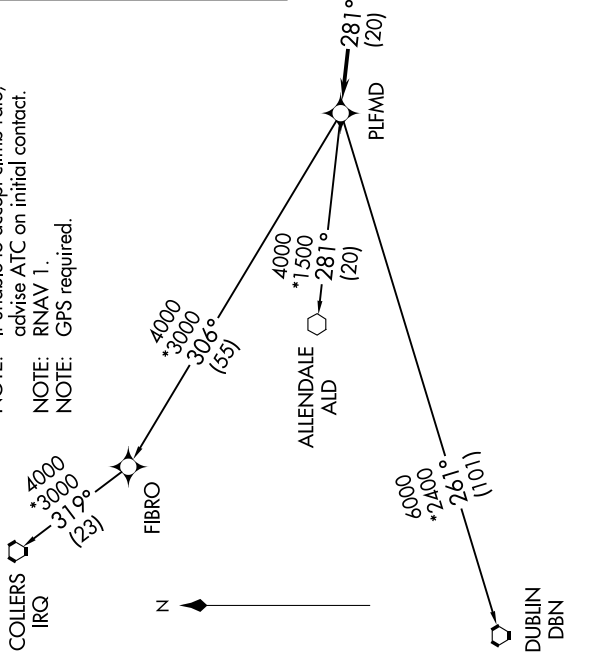 advise ATC on initial contact.
NOTE: RNAV 1.
NOTE: GPS required.
281°
(20)
PLFMD
4000
*3000
306°
(55)
4000
*1500
281°
(20)
ALLENDALE
ALD
4000
*3000
319°
(23)
FIBRO
COLLERS
IRQ
N
6000
*2400
261°
(101)
DUBLIN
DBN